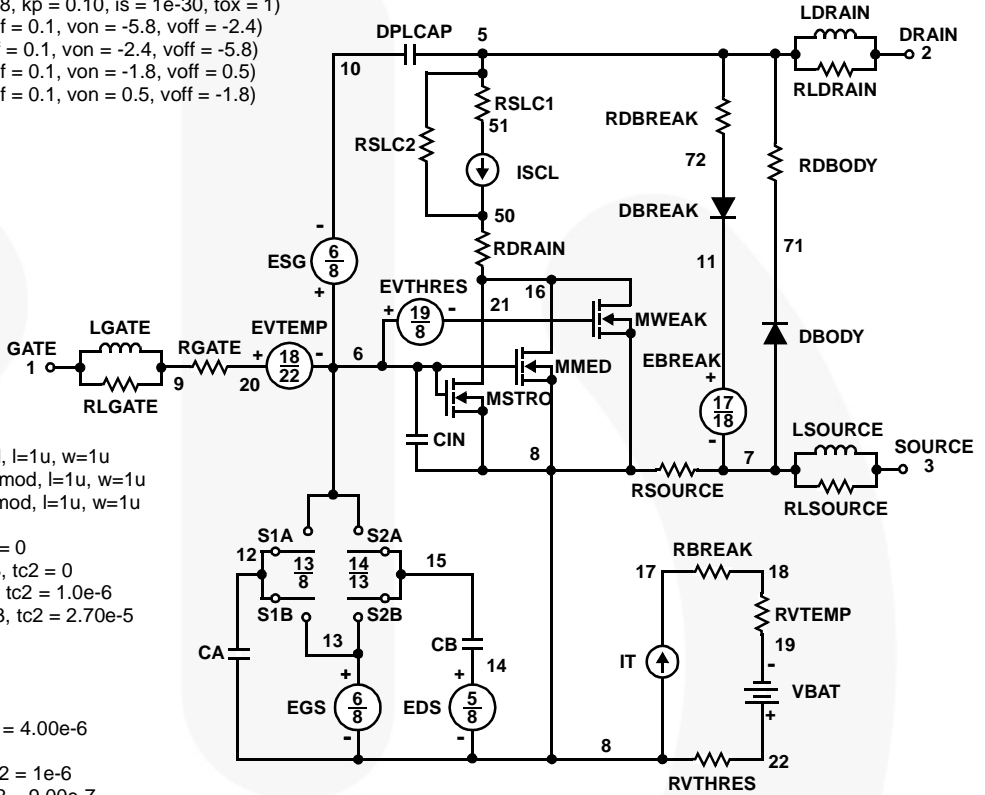 8, kp = 0.10, is = 1e-30, tox = 1)
f = 0.1, von = -5.8, voff = -2.4)
f = 0.1, von = -2.4, voff = -5.8)
f = 0.1, von = -1.8, voff = 0.5)
f = 0.1, von = 0.5, voff = -1.8)
LDRAIN
DPLCAP 5 DRAIN
10 2
RSLC1 RLDRAIN
51 RDBREAK
RSLC2
72 RDBODY
ISCL
DBREAK
50
-
RDRAIN 71
ESG 6/8 11
+ EVTHRES 16
+ 19/8 - 21 MWEAK
LGATE EVTEMP DBODY
GATE RGATE + 18/22 - 6 EBREAK
1 MMED +
9 20 17/18
RLGATE MSTRO -
LSOURCE
CIN 8 7 SOURCE
3
RSOURCE
RLSOURCE
, l=1u, w=1u
mod, l=1u, w=1u
mod, l=1u, w=1u
= 0
, tc2 = 0
, tc2 = 1.0e-6
3, tc2 = 2.70e-5
S1A S2A
12 13/8 14/13 15
S1B S2B
13
CA CB
+ + 14
EGS 6/8 EDS 5/8
- -
RBREAK
17 18
RVTEMP
19
IT -
VBAT
+
8 22
RVTHRES
= 4.00e-6
2 = 1e-6